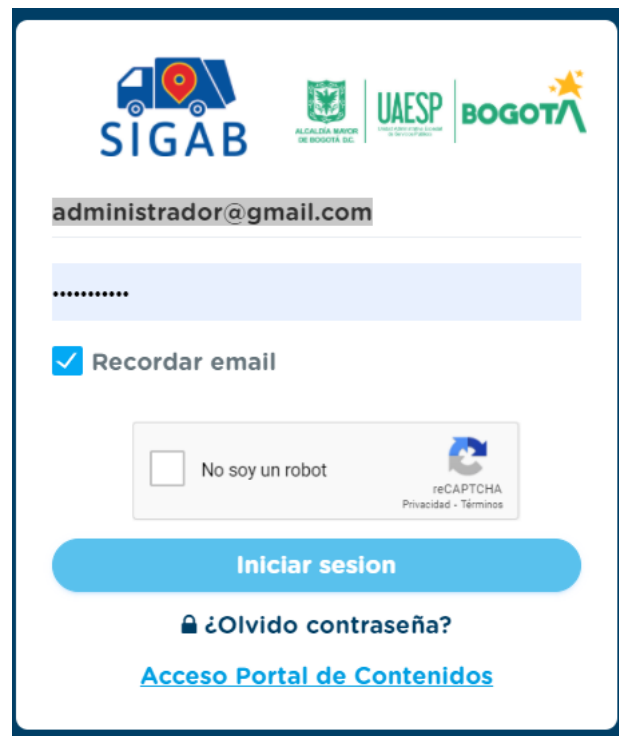 SIGAB
ALCALDÍA MAYOR
DE BOGOTÁ D.C.
UAESP
BOGOTÁ
administrador@gmail.com
•••••••••••
Recordar email
No soy un robot
reCAPTCHA
Privacidad - Términos
Iniciar sesion
¿Olvido contraseña?
Acceso Portal de Contenidos